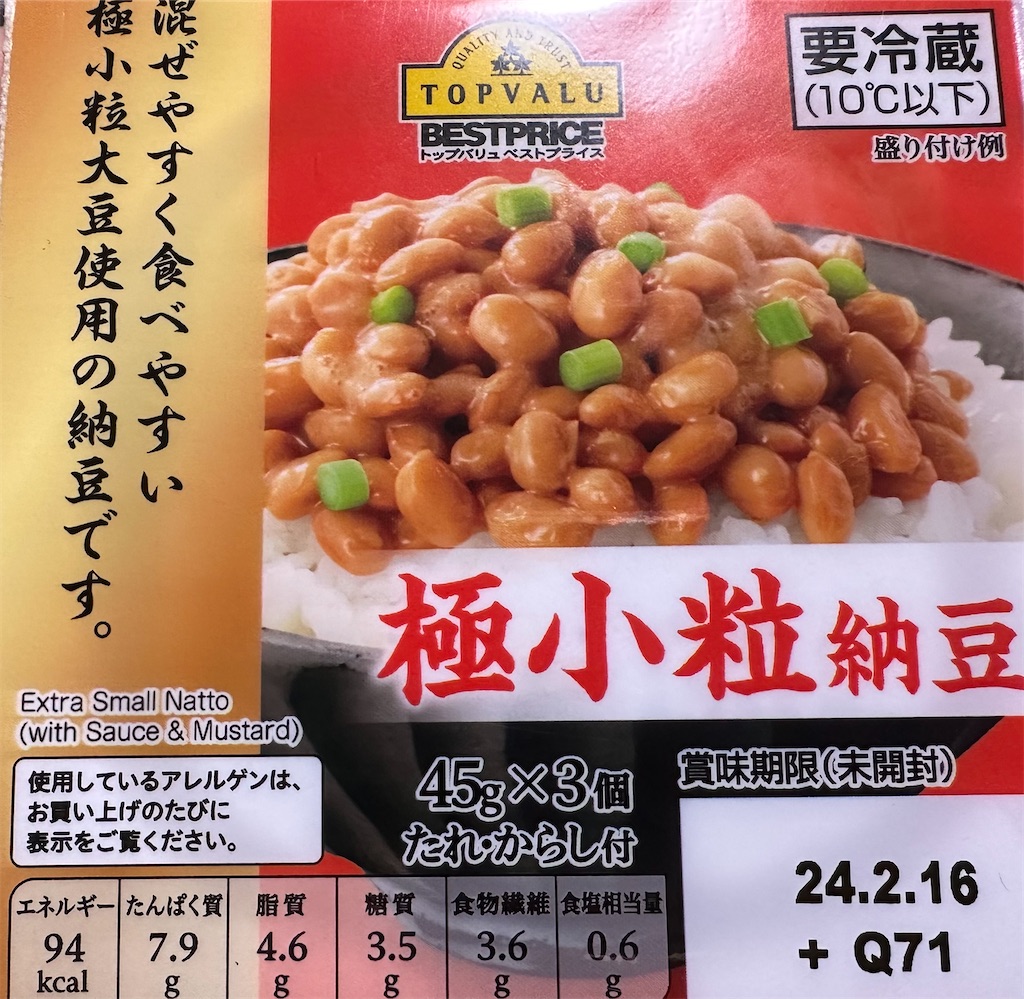 混ぜやすく食べやすい
極小粒大豆使用の納豆です。
QUALITY AND TRUST
TOPVALU
BESTPRICE
トップバリュ ベストプライス
要冷蔵
(10℃以下)
盛り付け例
極小粒納豆
Extra Small Natto
(with Sauce & Mustard)
使用しているアレルゲンは、
お買い上げのたびに
表示をご覧ください。
45g×3個
たれ・からし付
賞味期限(未開封)
24.2.16
+ Q71
エネルギー たんぱく質 脂質 糖質 食物繊維 食塩相当量
94 7.9 4.6 3.5 3.6 0.6
kcal g g g g g